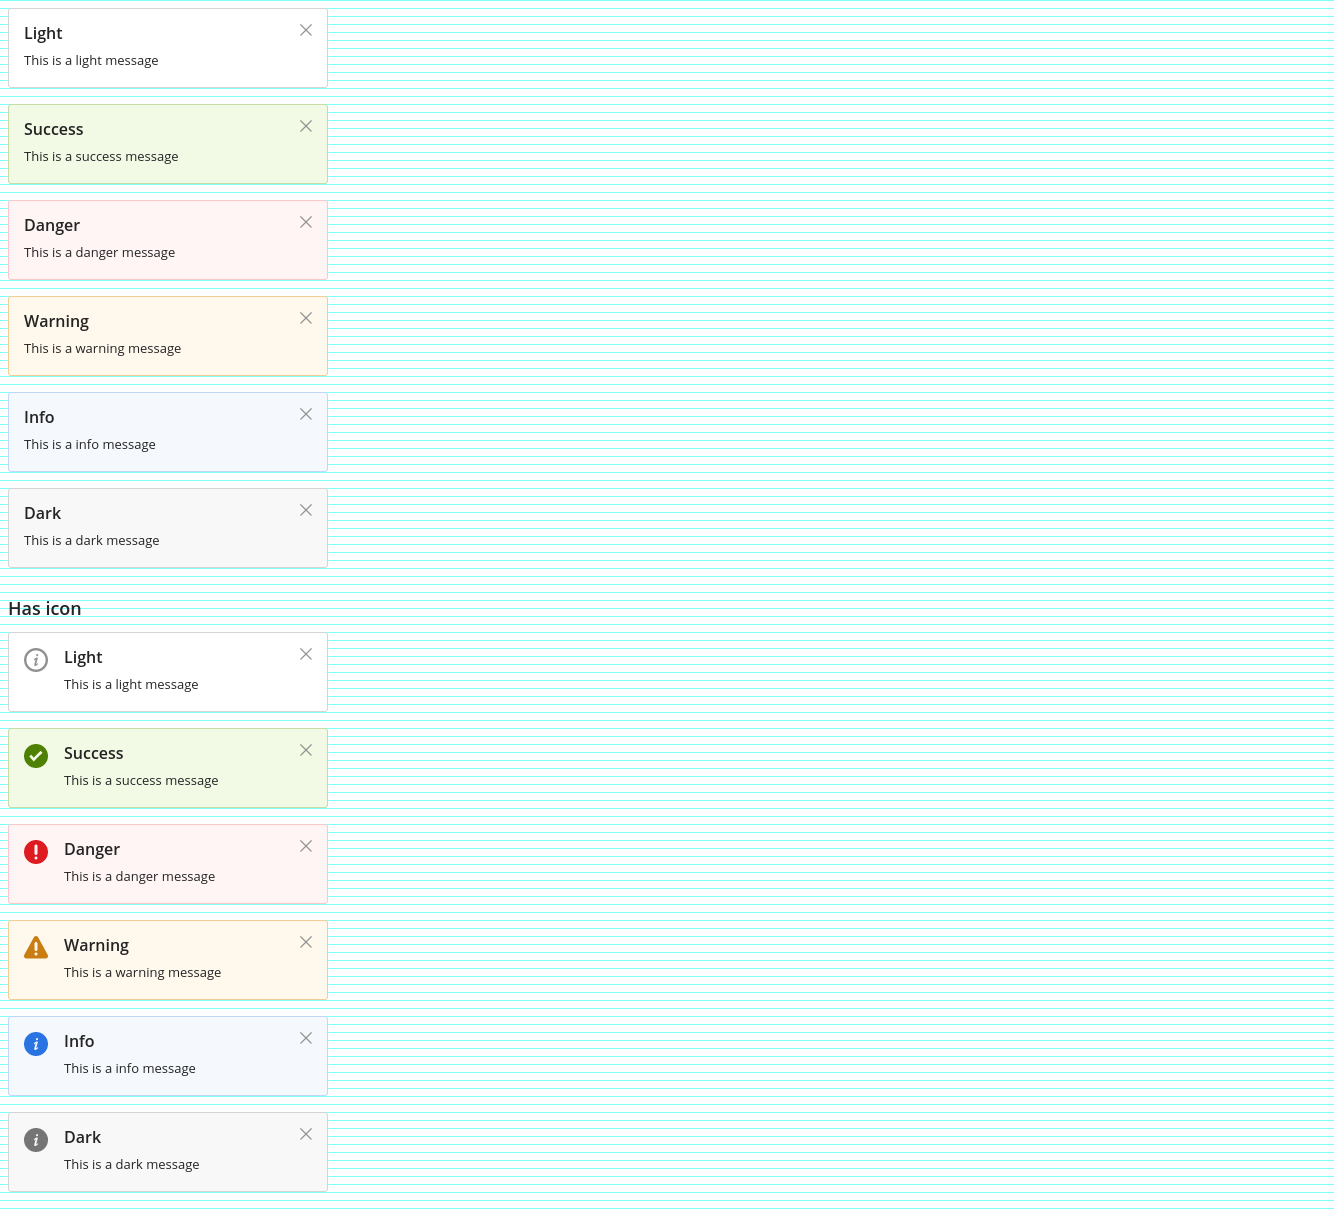 Light
This is a light message
Success
This is a success message
Danger
This is a danger message
Warning
This is a warning message
Info
This is a info message
Dark
This is a dark message
Has icon
Light
This is a light message
Success
This is a success message
Danger
This is a danger message
Warning
This is a warning message
Info
This is a info message
Dark
This is a dark message